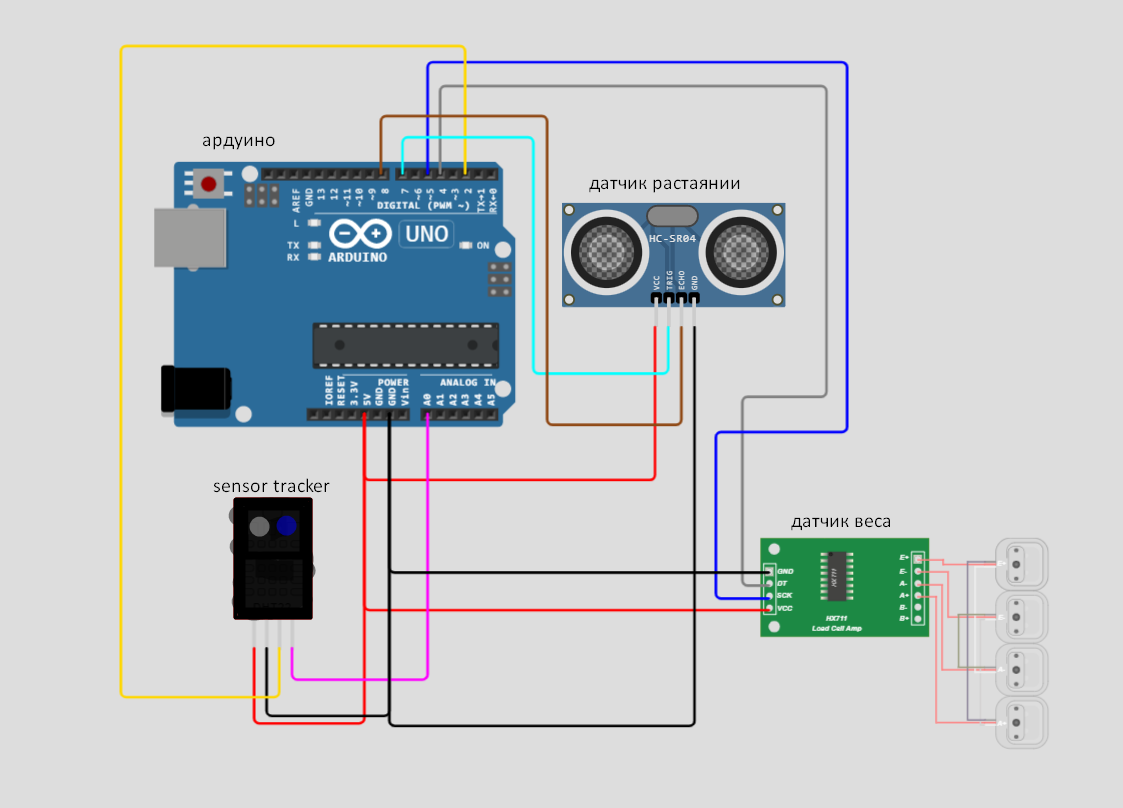 ардуино
датчик растаянии
AREF
GND
13
12
~11
~10
~9
8
7
~6
~5
4
~3
2
TX→1
RX←0
DIGITAL (PWM ~)
L
TX
RX
ARDUINO
UNO
ON
HC-SR04
VCC
TRIG
ECHO
GND
IOREF
RESET
3.3V
5V
GND
GND
Vin
POWER
ANALOG IN
A0
A1
A2
A3
A4
A5
sensor tracker
датчик веса
GND
DT
SCK
VCC
HX711
E+
E-
A-
A+
B-
B+
HX711
Load Cell Amp